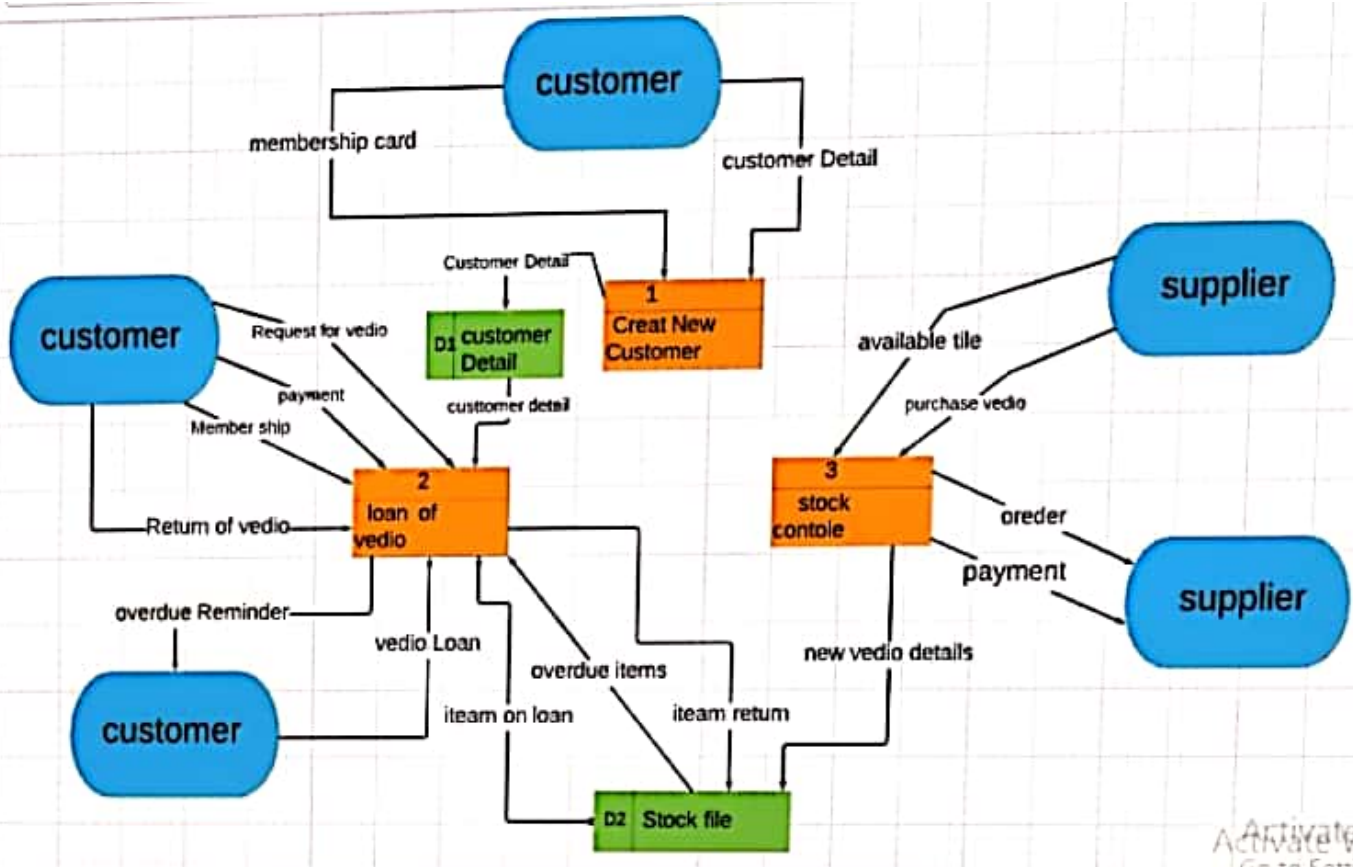 customer
membership card
customer Detail
Customer Detail
1
Creat New
Customer
supplier
customer
Request for vedio
D1
customer
Detail
available tile
payment
custtomer detail
purchase vedio
Member ship
2
loan of
vedio
3
stock
contole
Return of vedio
oreder
payment
supplier
overdue Reminder
vedio Loan
overdue items
new vedio details
customer
iteam on loan
iteam return
D2
Stock file
Activate